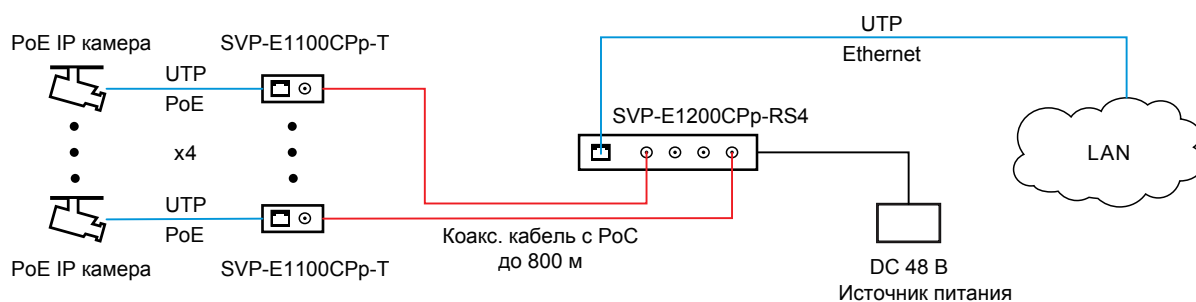 UTP
Ethernet
PoE IP камера
SVP-E1100CPp-T
UTP
PoE
x4
SVP-E1200CPp-RS4
LAN
UTP
PoE
PoE IP камера
SVP-E1100CPp-T
Коакс. кабель с PoC
до 800 м
DC 48 В
Источник питания